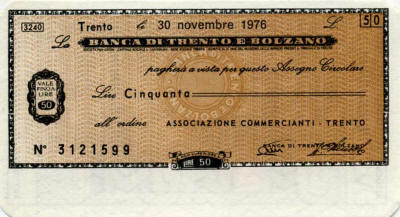 3240 Trento li 30 novembre 1976 50
La BANCA DI TRENTO E BOLZANO
pagherà a vista per questo Assegno Circolare
VALE FINO A LIRE 50
Lire Cinquanta
all'ordine ASSOCIAZIONE COMMERCIANTI - TRENTO
N° 3121599
BANCA DI TRENTO E BOLZANO
LIRE 50